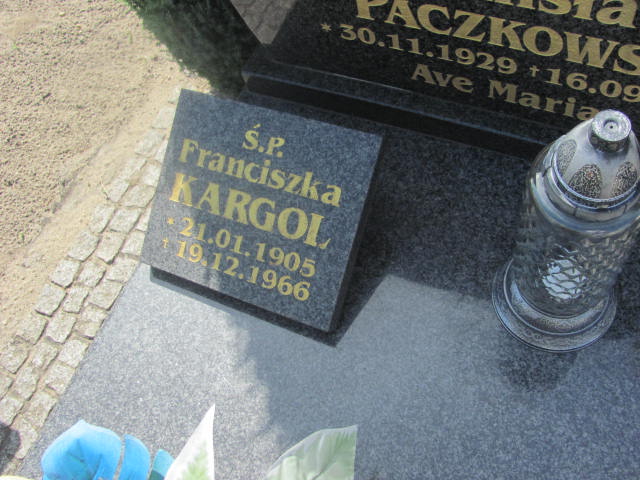 PACZKOWS
* 30.11.1929 † 16.09
Ave Maria
Ś.P.
Franciszka
KARGOL
* 21.01.1905
† 19.12.1966